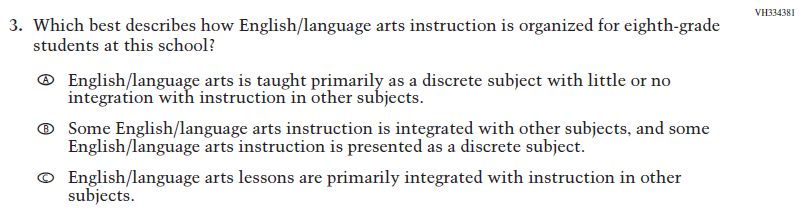 VH334381
3. Which best describes how English/language arts instruction is organized for eighth-grade
students at this school?
Ⓐ English/language arts is taught primarily as a discrete subject with little or no
integration with instruction in other subjects.
Ⓑ Some English/language arts instruction is integrated with other subjects, and some
English/language arts instruction is presented as a discrete subject.
Ⓒ English/language arts lessons are primarily integrated with instruction in other
subjects.